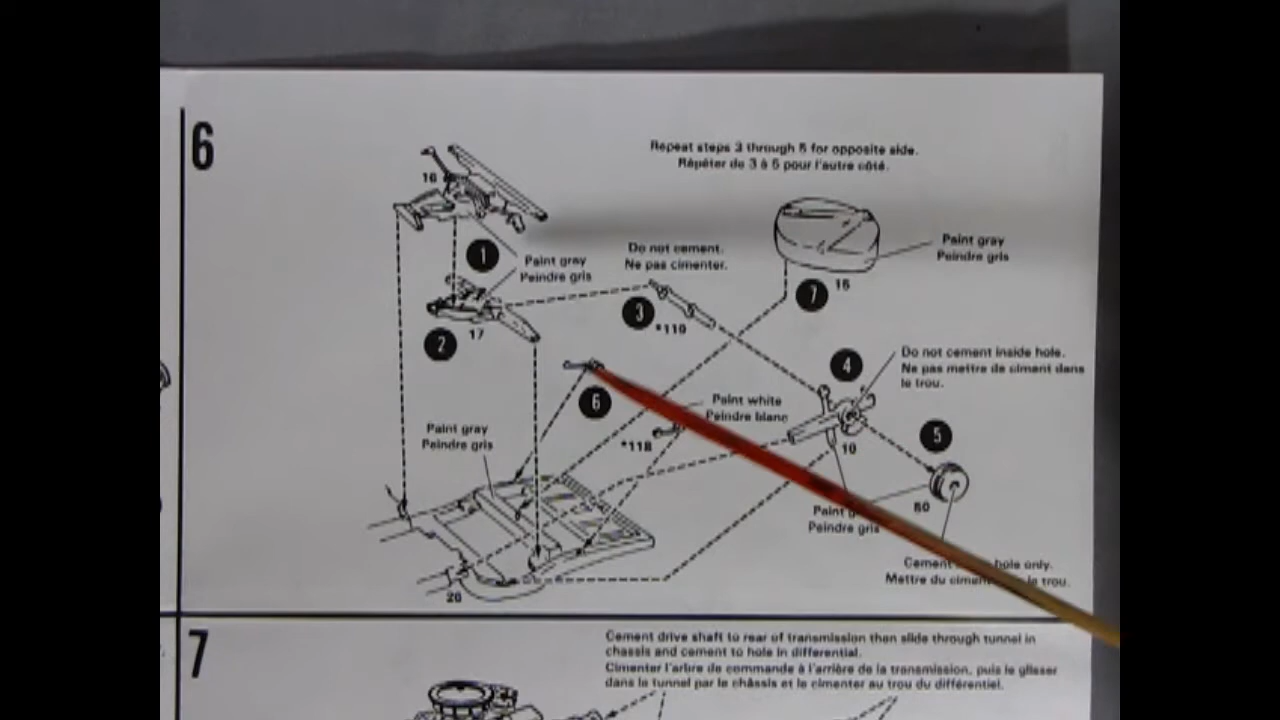 6
Repeat steps 3 through 5 for opposite side.
Répéter de 3 à 5 pour l'autre côté.
16
1
Paint gray
Peindre gris
Do not cement.
Ne pas cimenter.
Paint gray
Peindre gris
15
7
3
*119
2
17
4
Do not cement inside hole.
Ne pas mettre de ciment dans
le trou.
6
Paint white
Peindre blanc
*118
Paint gray
Peindre gris
5
10
60
Paint
Peindre gris
Cement hole only.
Mettre du trou.
20
7
Cement drive shaft to rear of transmission then slide through tunnel in
chassis and cement to hole in differential.
Cimenter l'arbre de commande à l'arrière de la transmission, puis le glisser
dans le tunnel par le châssis et le cimenter au trou du différentiel.